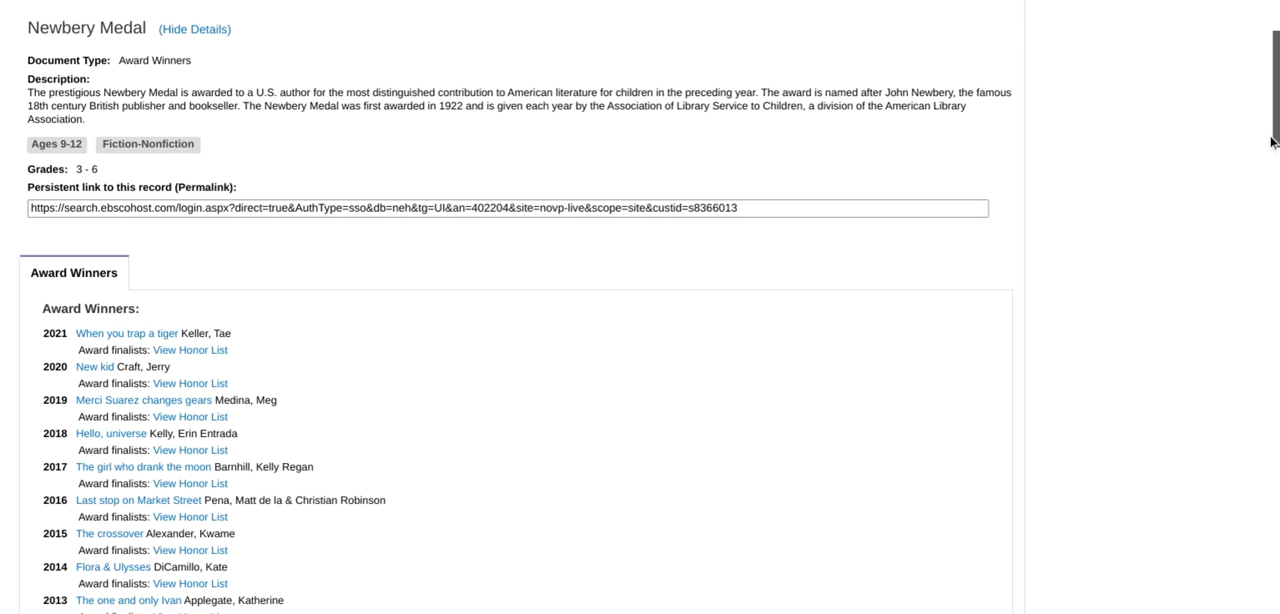 Newbery Medal (Hide Details)
Document Type: Award Winners
Description:
The prestigious Newbery Medal is awarded to a U.S. author for the most distinguished contribution to American literature for children in the preceding year. The award is named after John Newbery, the famous
18th century British publisher and bookseller. The Newbery Medal was first awarded in 1922 and is given each year by the Association of Library Service to Children, a division of the American Library
Association.
Ages 9-12 Fiction-Nonfiction
Grades: 3 - 6
Persistent link to this record (Permalink):
https://search.ebscohost.com/login.aspx?direct=true&AuthType=sso&db=neh&tg=UI&an=402204&site=novp-live&scope=site&custid=s8366013
Award Winners
Award Winners:
2021 When you trap a tiger Keller, Tae
Award finalists: View Honor List
2020 New kid Craft, Jerry
Award finalists: View Honor List
2019 Merci Suarez changes gears Medina, Meg
Award finalists: View Honor List
2018 Hello, universe Kelly, Erin Entrada
Award finalists: View Honor List
2017 The girl who drank the moon Barnhill, Kelly Regan
Award finalists: View Honor List
2016 Last stop on Market Street Pena, Matt de la & Christian Robinson
Award finalists: View Honor List
2015 The crossover Alexander, Kwame
Award finalists: View Honor List
2014 Flora & Ulysses DiCamillo, Kate
Award finalists: View Honor List
2013 The one and only Ivan Applegate, Katherine